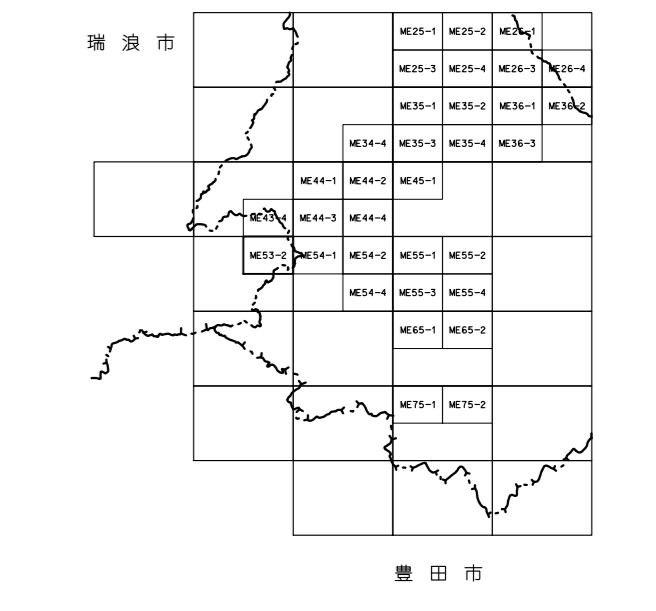 瑞浪市
ME25-1 ME25-2 ME26-1
ME25-3 ME25-4 ME26-3 ME26-4
ME35-1 ME35-2 ME36-1 ME36-2
ME34-4 ME35-3 ME35-4 ME36-3
ME44-1 ME44-2 ME45-1
ME43-4 ME44-3 ME44-4
ME53-2 ME54-1 ME54-2 ME55-1 ME55-2
ME54-4 ME55-3 ME55-4
ME65-1 ME65-2
ME75-1 ME75-2
豊田市